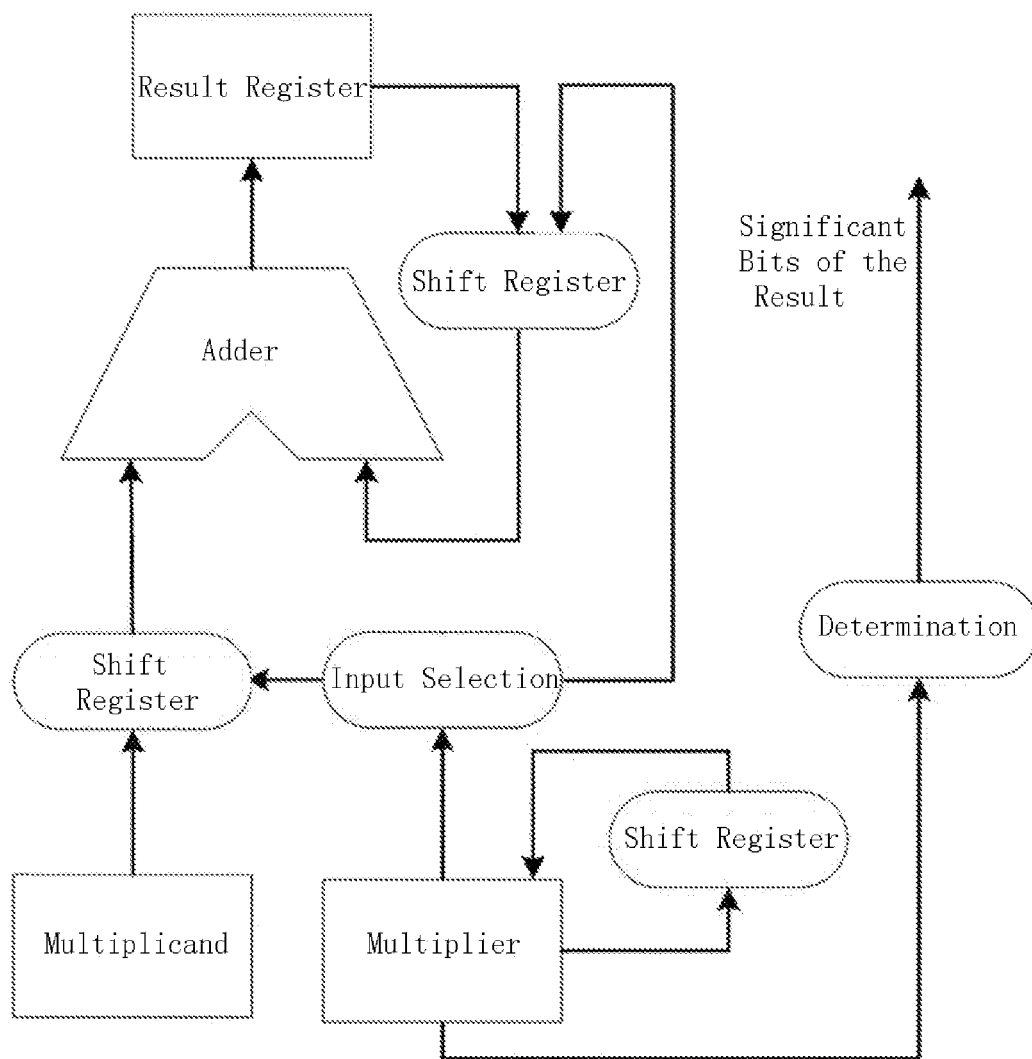 Result Register
Significant
Bits of the
Result
Shift Register
Adder
Determination
Shift
Register
Input Selection
Shift Register
Multiplicand
Multiplier